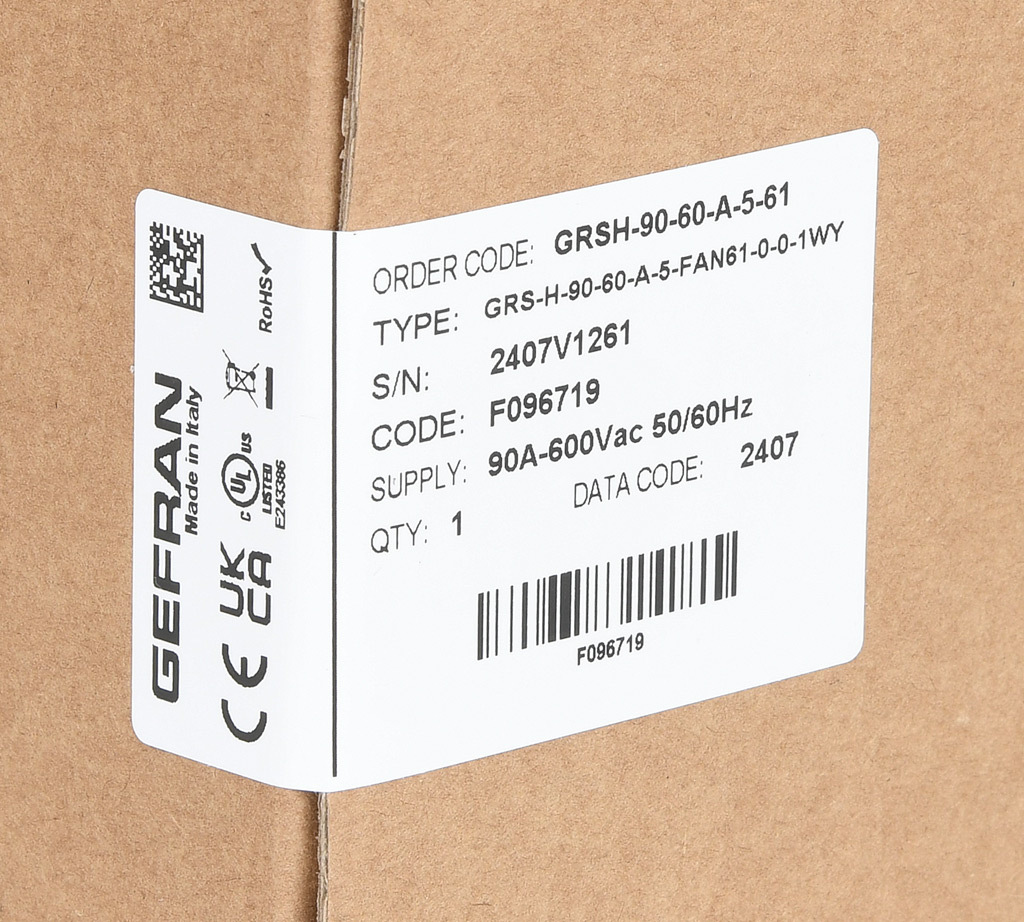 GEFRAN
Made in Italy
CE
UK
CA
C UL US
LISTED
E243386
RoHS
ORDER CODE: GRSH-90-60-A-5-61
TYPE: GRS-H-90-60-A-5-FAN61-0-0-1WY
S/N: 2407V1261
CODE: F096719
SUPPLY: 90A-600Vac 50/60Hz
QTY: 1 DATA CODE: 2407
F096719